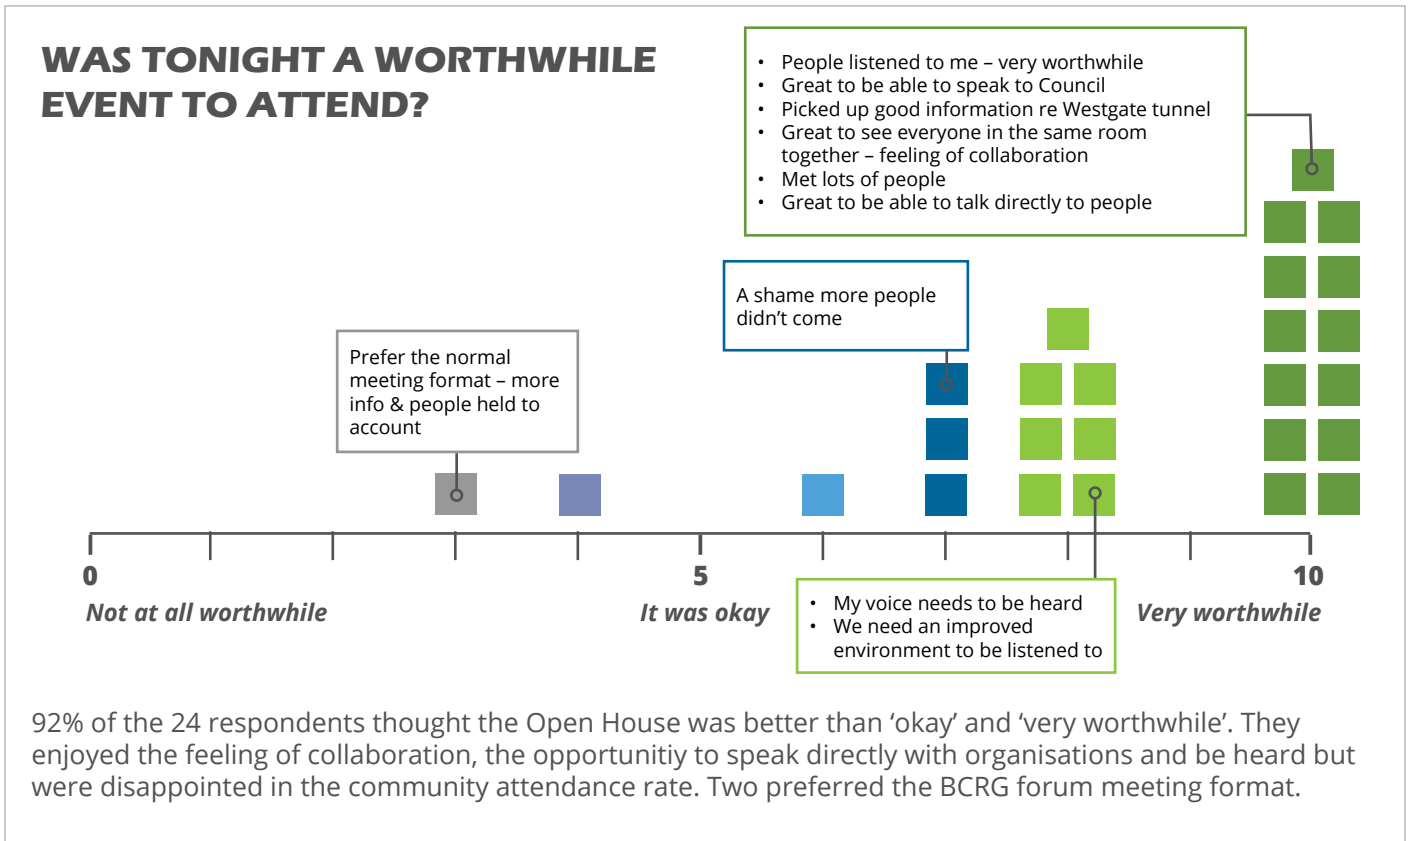 WAS TONIGHT A WORTHWHILE
EVENT TO ATTEND?
• People listened to me – very worthwhile
• Great to be able to speak to Council
• Picked up good information re Westgate tunnel
• Great to see everyone in the same room
together – feeling of collaboration
• Met lots of people
• Great to be able to talk directly to people
A shame more people
didn’t come
Prefer the normal
meeting format – more
info & people held to
account
0
5
10
Not at all worthwhile
It was okay
Very worthwhile
• My voice needs to be heard
• We need an improved
environment to be listened to
92% of the 24 respondents thought the Open House was better than ‘okay’ and ‘very worthwhile’. They
enjoyed the feeling of collaboration, the opportunitiy to speak directly with organisations and be heard but
were disappointed in the community attendance rate. Two preferred the BCRG forum meeting format.